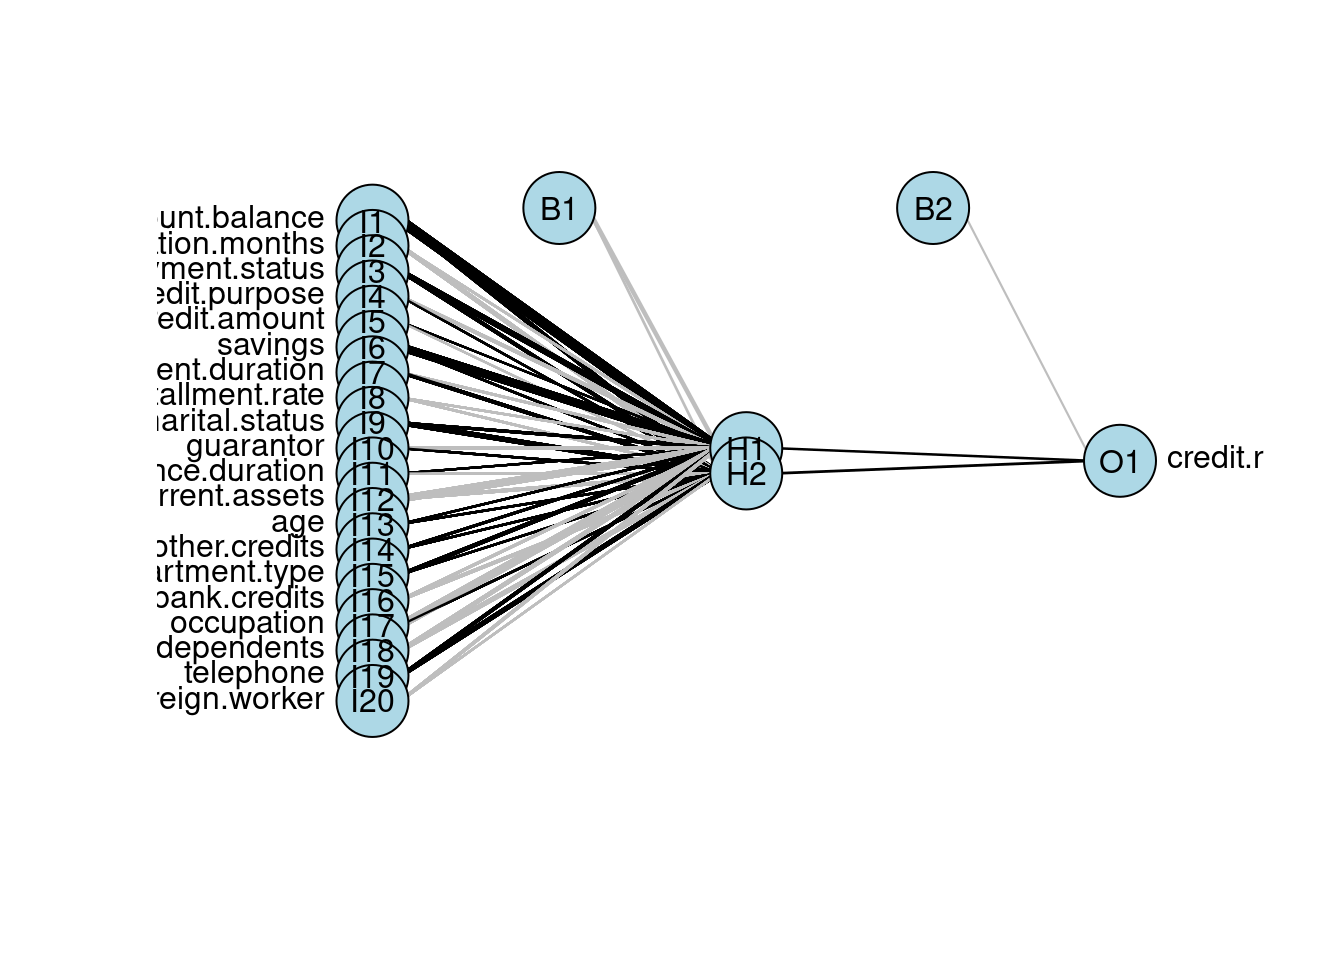 unt.balance I1
tion.months I2
ment.status I3
edit.purpose I4
edit.amount I5
savings I6
ent.duration I7
tallment.rate I8
arital.status I9
guarantor I10
nce.duration I11
rrent.assets I12
age I13
other.credits I14
artment.type I15
bank.credits I16
occupation I17
dependents I18
telephone I19
reign.worker I20
B1
B2
H1
H2
O1 credit.r